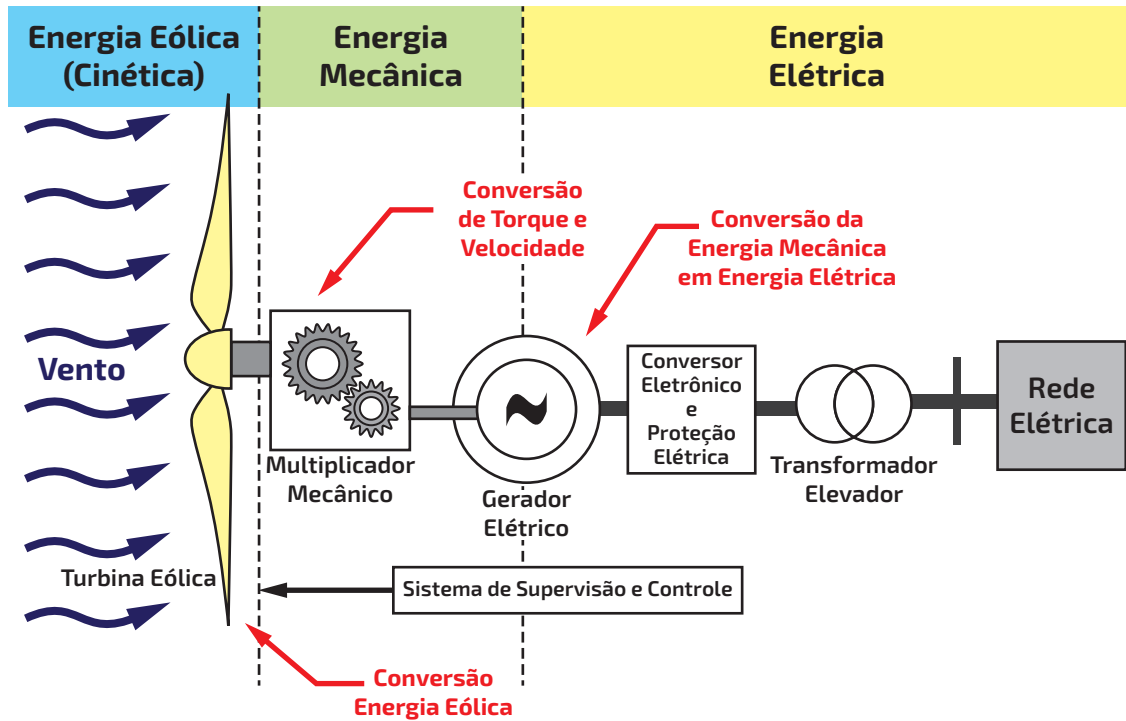 Energia Eólica
(Cinética)
Energia
Mecânica
Energia
Elétrica
Conversão
de Torque e
Velocidade
Conversão da
Energia Mecânica
em Energia Elétrica
Vento
Conversor
Eletrônico
e
Proteção
Elétrica
Rede
Elétrica
Multiplicador
Mecânico
Gerador
Elétrico
Transformador
Elevador
Turbina Eólica
Sistema de Supervisão e Controle
Conversão
Energia Eólica